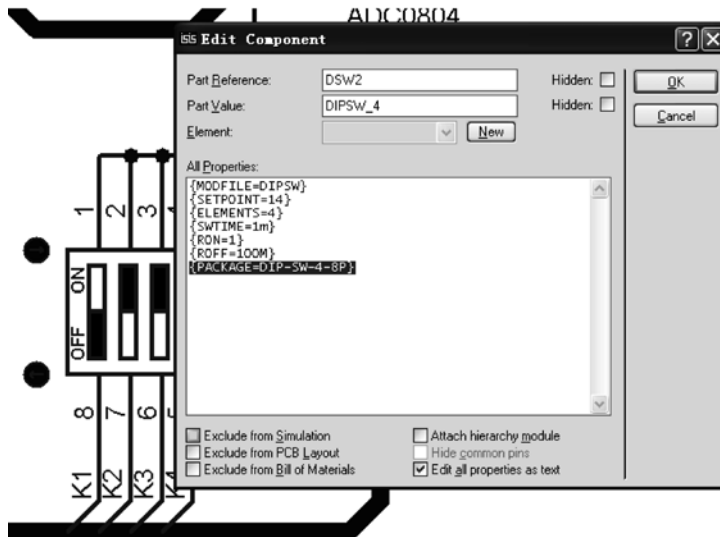 ADC0804
isis Edit Component
Part Reference:
DSW2
Hidden:
OK
Part Value:
DIPSW_4
Hidden:
Cancel
Element:
New
All Properties:
{MODFILE=DIPSW}
{SETPOINT=14}
{ELEMENTS=4}
{SWTIME=1m}
{RON=1}
{ROFF=100M}
{PACKAGE=DIP-SW-4-8P}
1
2
3
ON
OFF
8
7
6
K1
K2
K3
Exclude from Simulation
Attach hierarchy module
Exclude from PCB Layout
Hide common pins
Exclude from Bill of Materials
Edit all properties as text